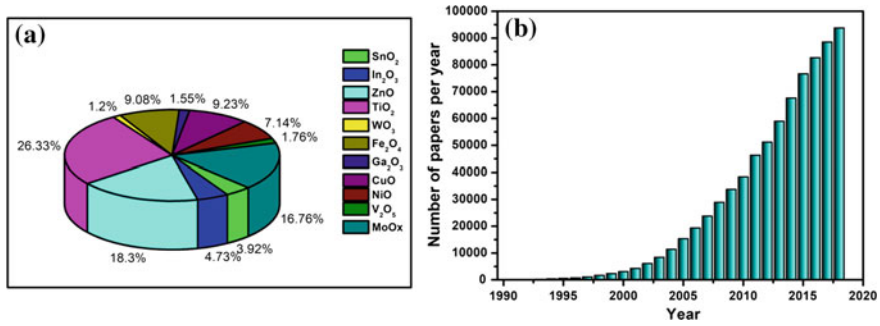 (a)
SnO₂
In₂O₃
ZnO
TiO₂
WO₃
Fe₂O₄
Ga₂O₃
CuO
NiO
V₂O₅
MoOx
1.2%
9.08%
1.55%
9.23%
7.14%
1.76%
26.33%
16.76%
3.92%
4.73%
18.3%
(b)
Number of papers per year
100000
90000
80000
70000
60000
50000
40000
30000
20000
10000
0
1990
1995
2000
2005
2010
2015
2020
Year